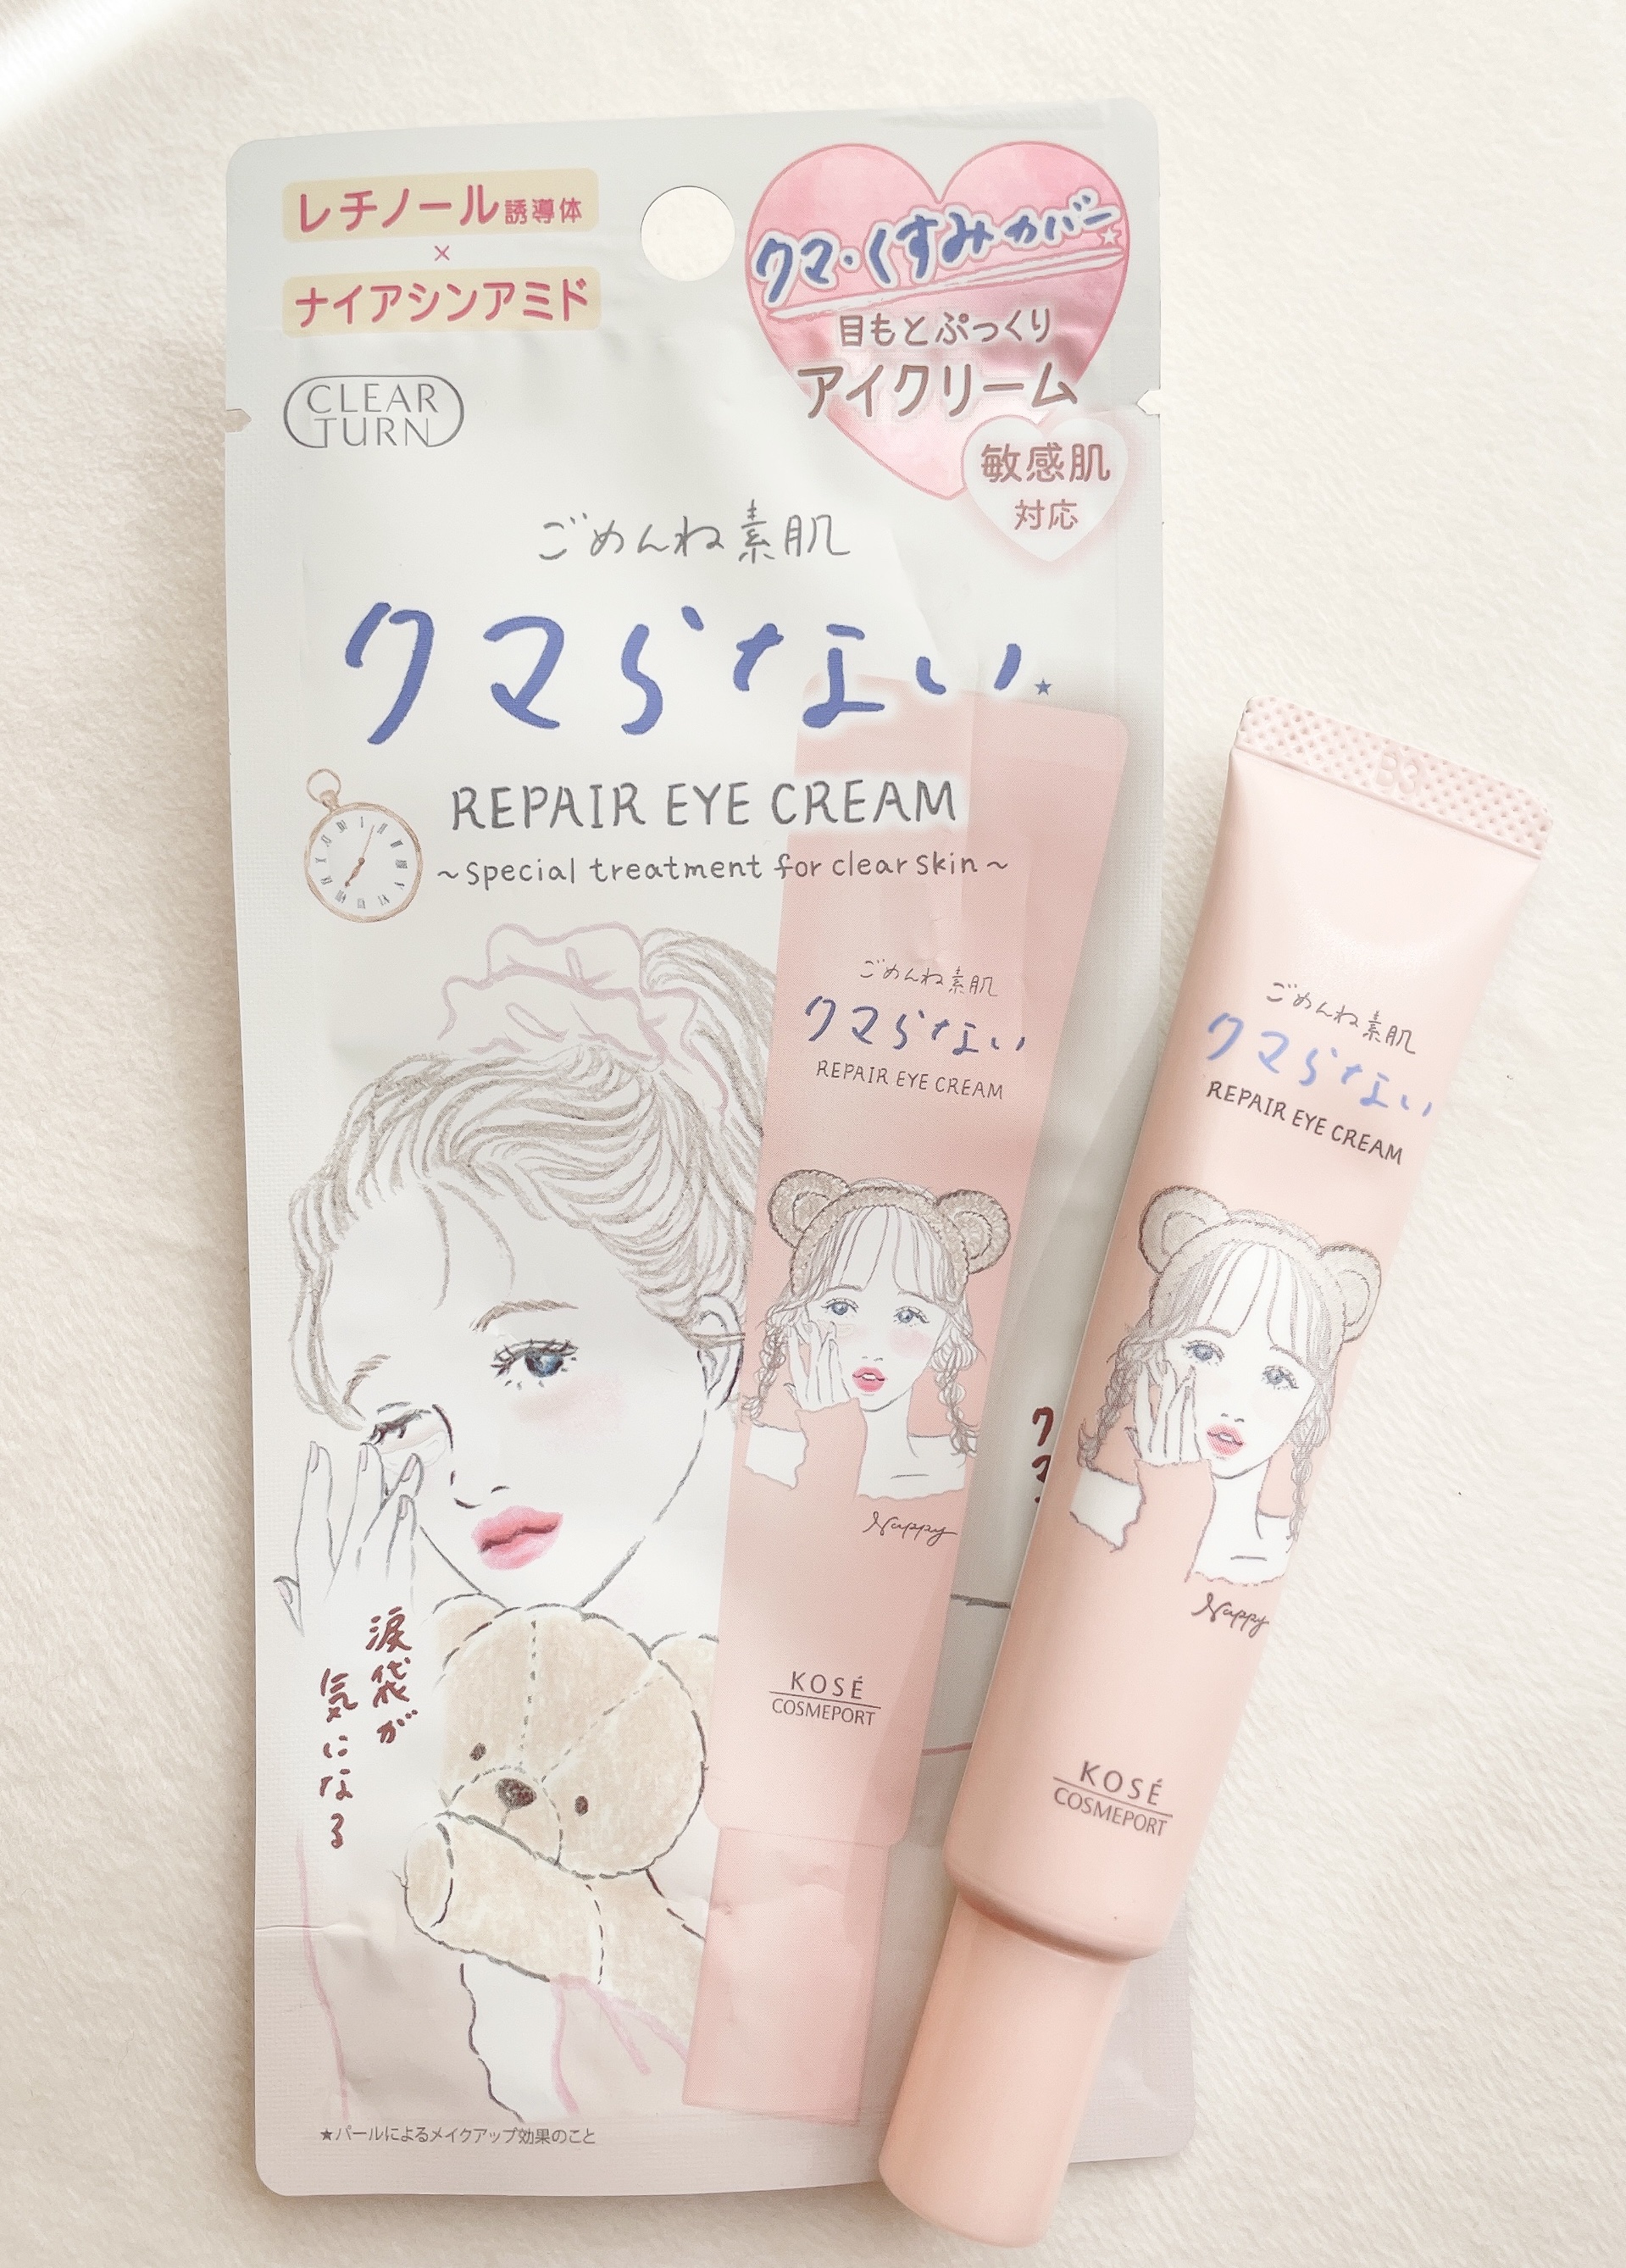 レチノール誘導体
×
ナイアシンアミド
クマ・くすみカバー★
目もとぷっくり
アイクリーム
敏感肌
対応
CLEAR
TURN
ごめんね素肌
クマらない★
REPAIR EYE CREAM
~special treatment for clear skin~
ごめんね素肌
クマらない
REPAIR EYE CREAM
Nappy
KOSÉ
COSMEPORT
涙袋が
気になる
クマ
★パールによるメイクアップ効果のこと
B3
ごめんね素肌
クマらない
REPAIR EYE CREAM
Nappy
KOSÉ
COSMEPORT